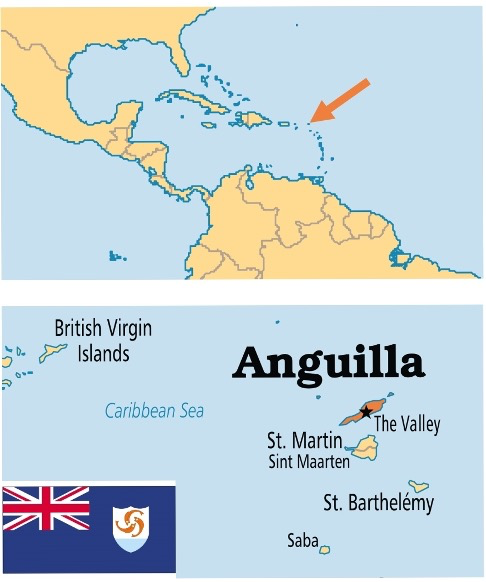 British Virgin
Islands
Anguilla
Caribbean Sea
The Valley
St. Martin
Sint Maarten
St. Barthelémy
Saba